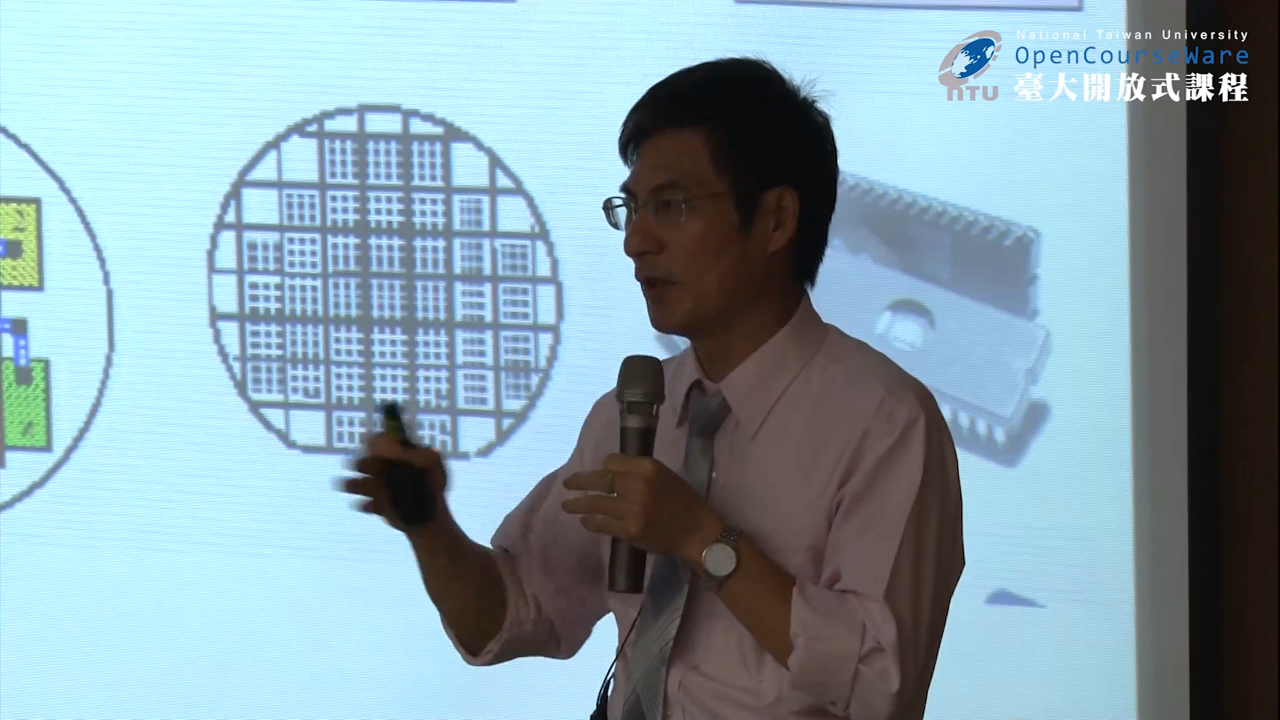 National Taiwan University
OpenCourseWare
臺大開放式課程
NTU